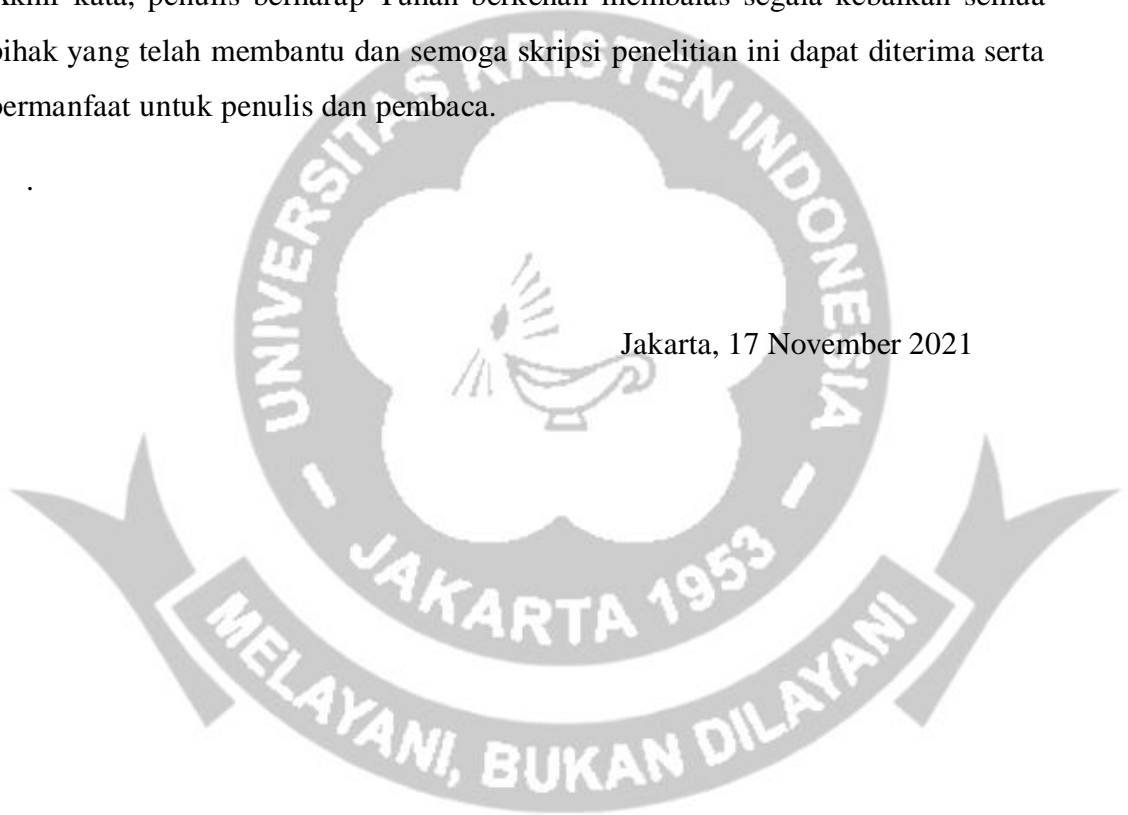 Akhir kata, penulis berharap Tuhan berkenan membalas segala kebaikan semua
pihak yang telah membantu dan semoga skripsi penelitian ini dapat diterima serta
bermanfaat untuk penulis dan pembaca.
.
Jakarta, 17 November 2021
UNIVERSITAS KRISTEN INDONESIA
- JAKARTA 1953 -
MELAYANI, BUKAN DILAYANI